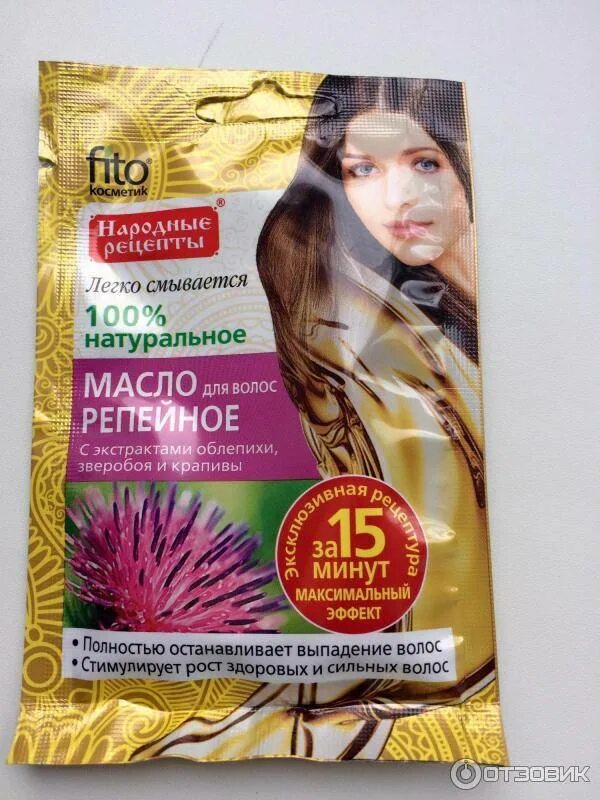 fito®
косметик
Народные
рецепты®
Легко смывается
100%
натуральное
МАСЛО для волос
РЕПЕЙНОЕ
С экстрактами облепихи,
зверобоя и крапивы
Эксклюзивная рецептура
за 15
минут
максимальный
эффект
• Полностью останавливает выпадение волос
• Стимулирует рост здоровых и сильных волос
ОТЗОВИК